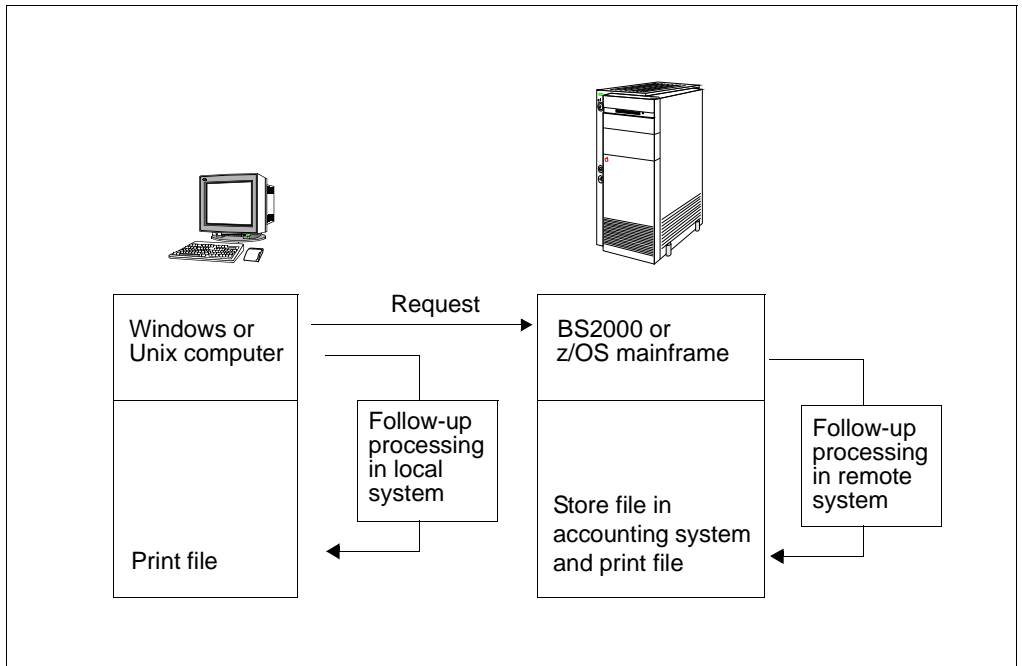 Request
Windows or
Unix computer
BS2000 or
z/OS mainframe
Follow-up
processing
in local
system
Follow-up
processing
in remote
system
Print file
Store file in
accounting system
and print file